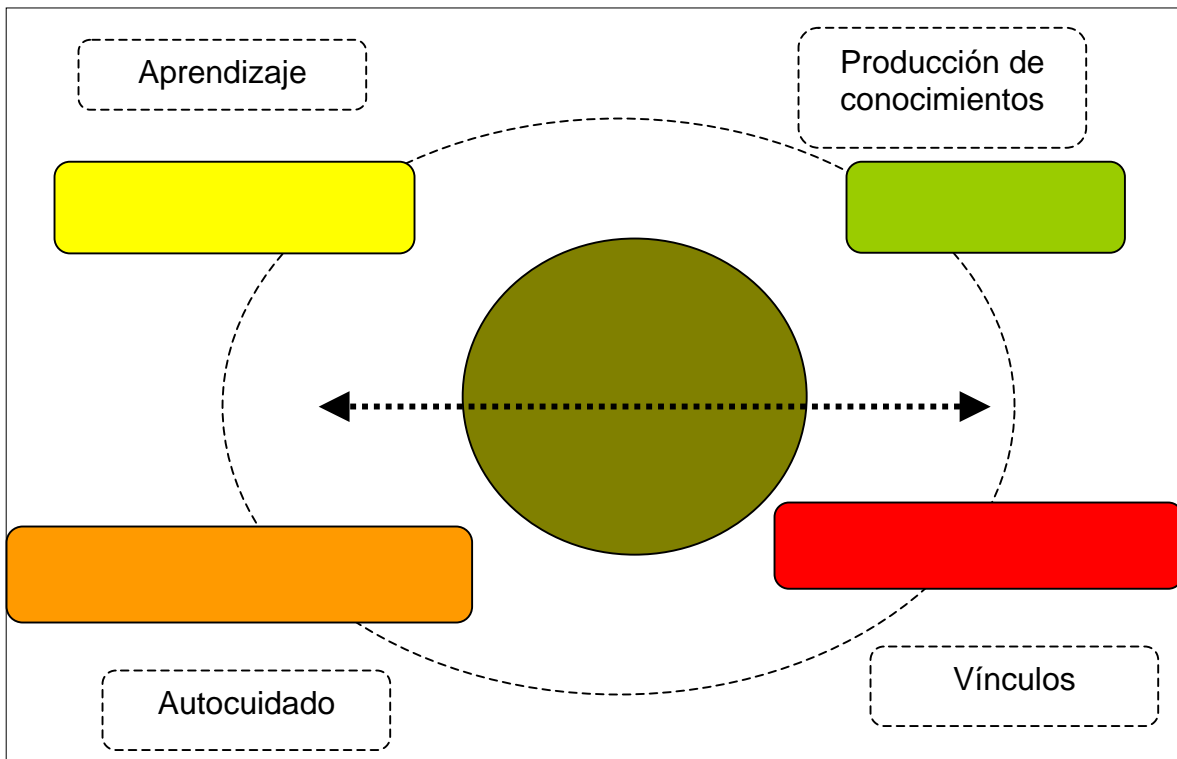 Aprendizaje
Producción de
conocimientos
Autocuidado
Vínculos